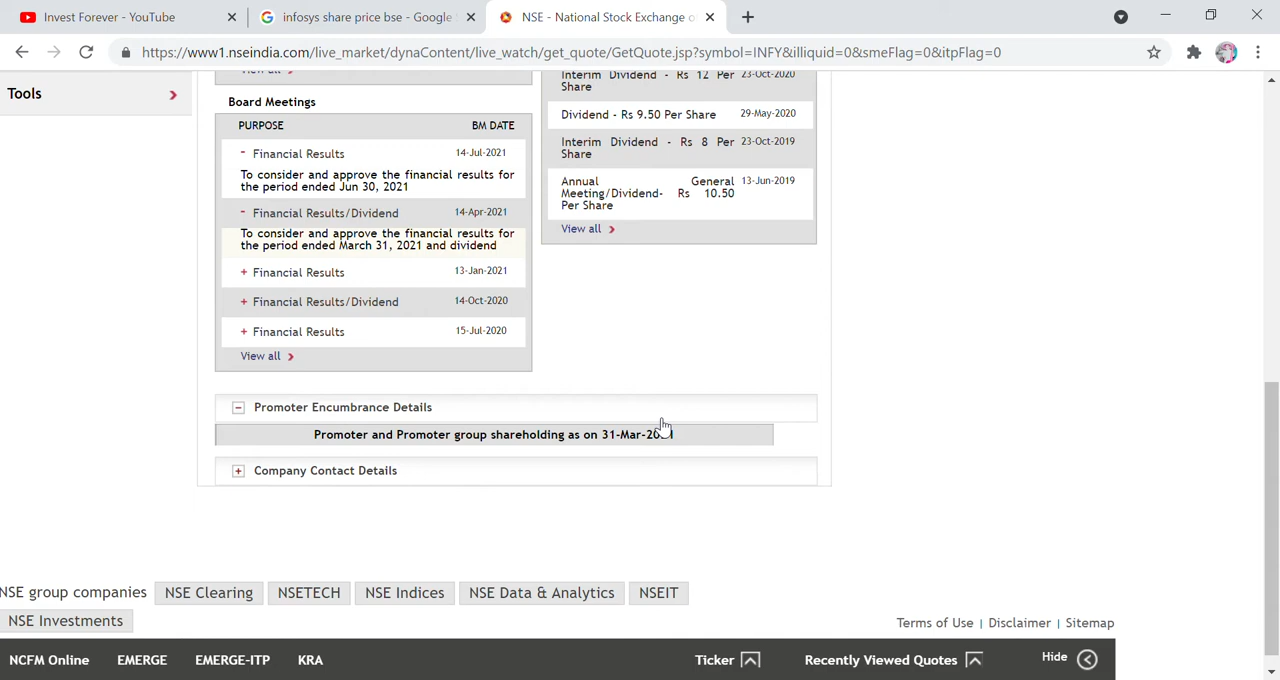 Invest Forever - YouTube
infosys share price bse - Google
NSE - National Stock Exchange o
https://www1.nseindia.com/live_market/dynaContent/live_watch/get_quote/GetQuote.jsp?symbol=INFY&illiquid=0&smeFlag=0&itpFlag=0
Tools
View all
Board Meetings
PURPOSE BM DATE
- Financial Results 14-Jul-2021
To consider and approve the financial results for
the period ended Jun 30, 2021
- Financial Results/Dividend 14-Apr-2021
To consider and approve the financial results for
the period ended March 31, 2021 and dividend
+ Financial Results 13-Jan-2021
+ Financial Results/Dividend 14-Oct-2020
+ Financial Results 15-Jul-2020
View all
Interim Dividend - Rs 12 Per 23-Oct-2020
Share
Dividend - Rs 9.50 Per Share 29-May-2020
Interim Dividend - Rs 8 Per 23-Oct-2019
Share
Annual General 13-Jun-2019
Meeting/Dividend- Rs 10.50
Per Share
View all
Promoter Encumbrance Details
Promoter and Promoter group shareholding as on 31-Mar-2021
Company Contact Details
NSE group companies NSE Clearing NSETECH NSE Indices NSE Data & Analytics NSEIT
NSE Investments
Terms of Use | Disclaimer | Sitemap
NCFM Online EMERGE EMERGE-ITP KRA Ticker Recently Viewed Quotes Hide